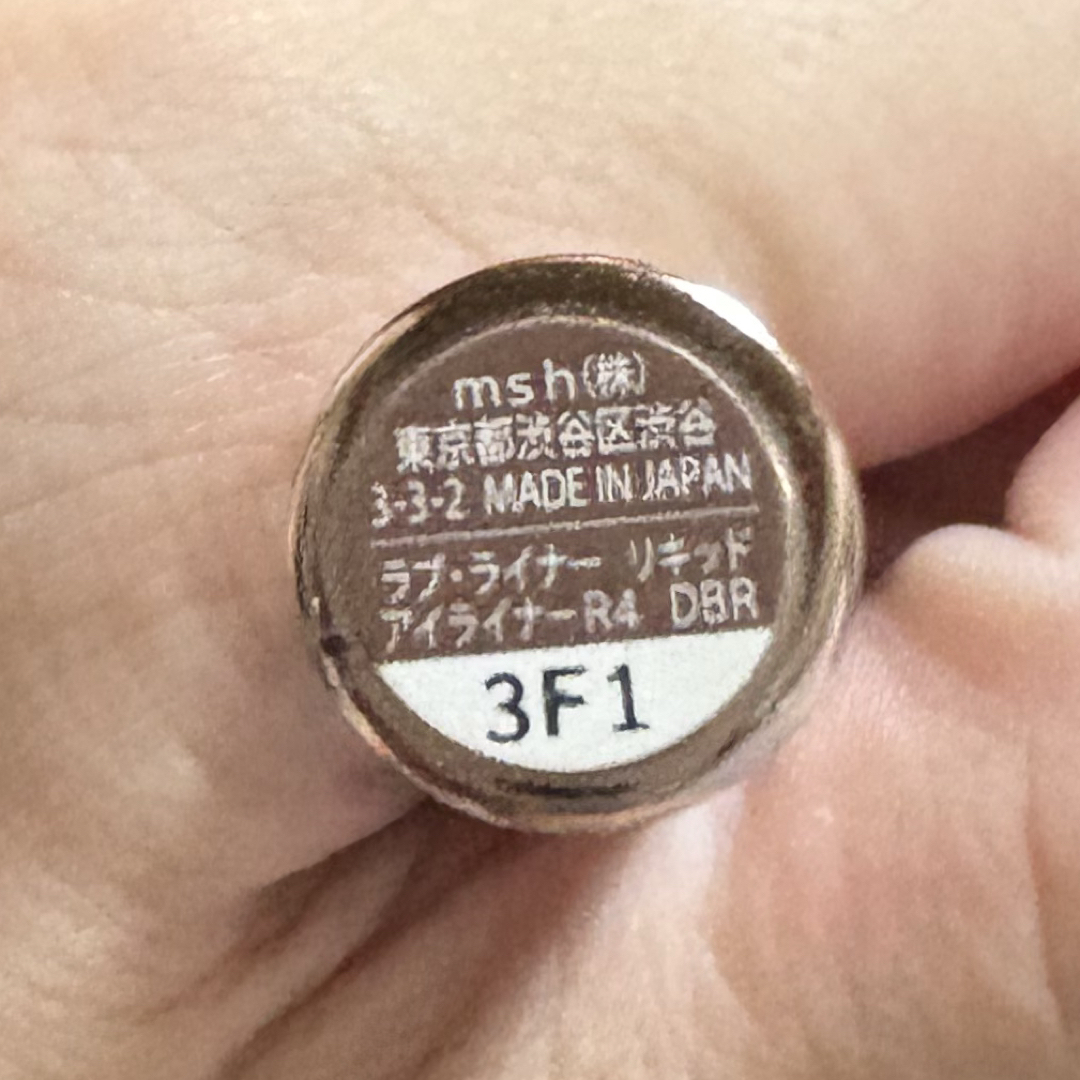 msh(株)
東京都渋谷区渋谷
3-3-2 MADE IN JAPAN
ラブ・ライナー リキッド
アイライナーR4 DBR
3F1